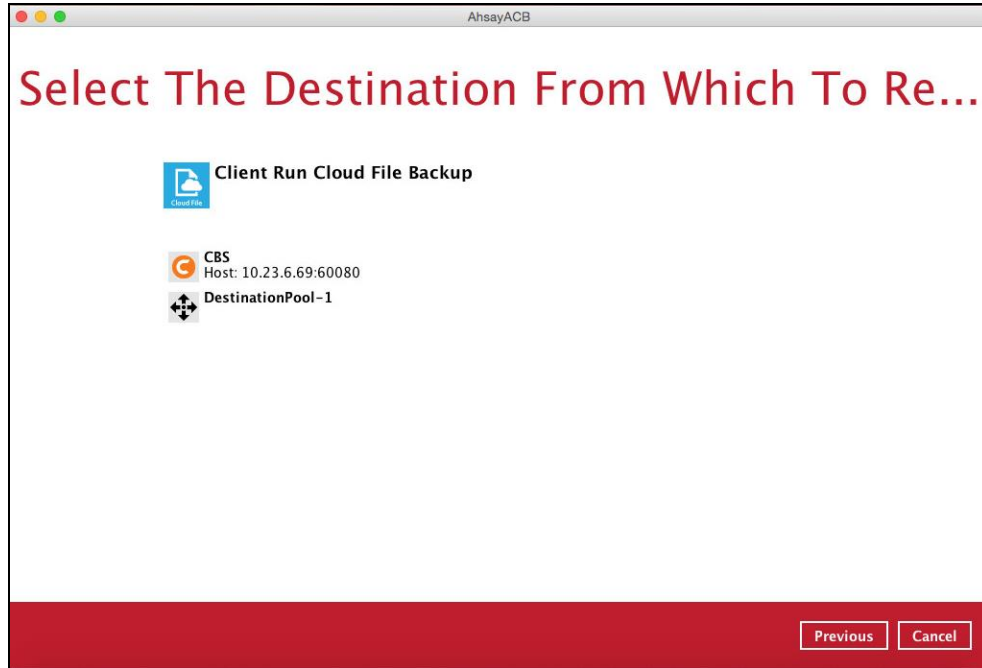 AhsayACB
Select The Destination From Which To Re...
Client Run Cloud File Backup
Cloud File
CBS
Host: 10.23.6.69:60080
DestinationPool-1
Previous Cancel